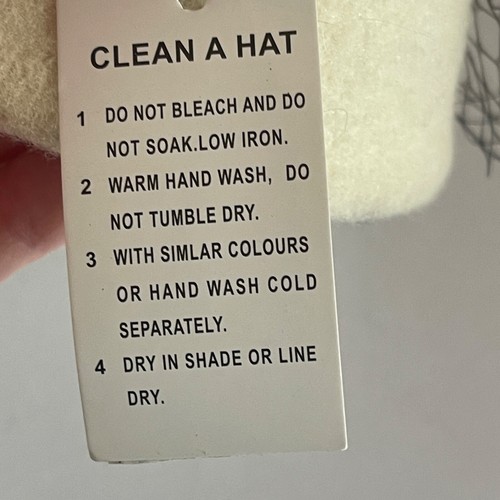 CLEAN A HAT
1 DO NOT BLEACH AND DO
NOT SOAK.LOW IRON.
2 WARM HAND WASH, DO
NOT TUMBLE DRY.
3 WITH SIMLAR COLOURS
OR HAND WASH COLD
SEPARATELY.
4 DRY IN SHADE OR LINE
DRY.